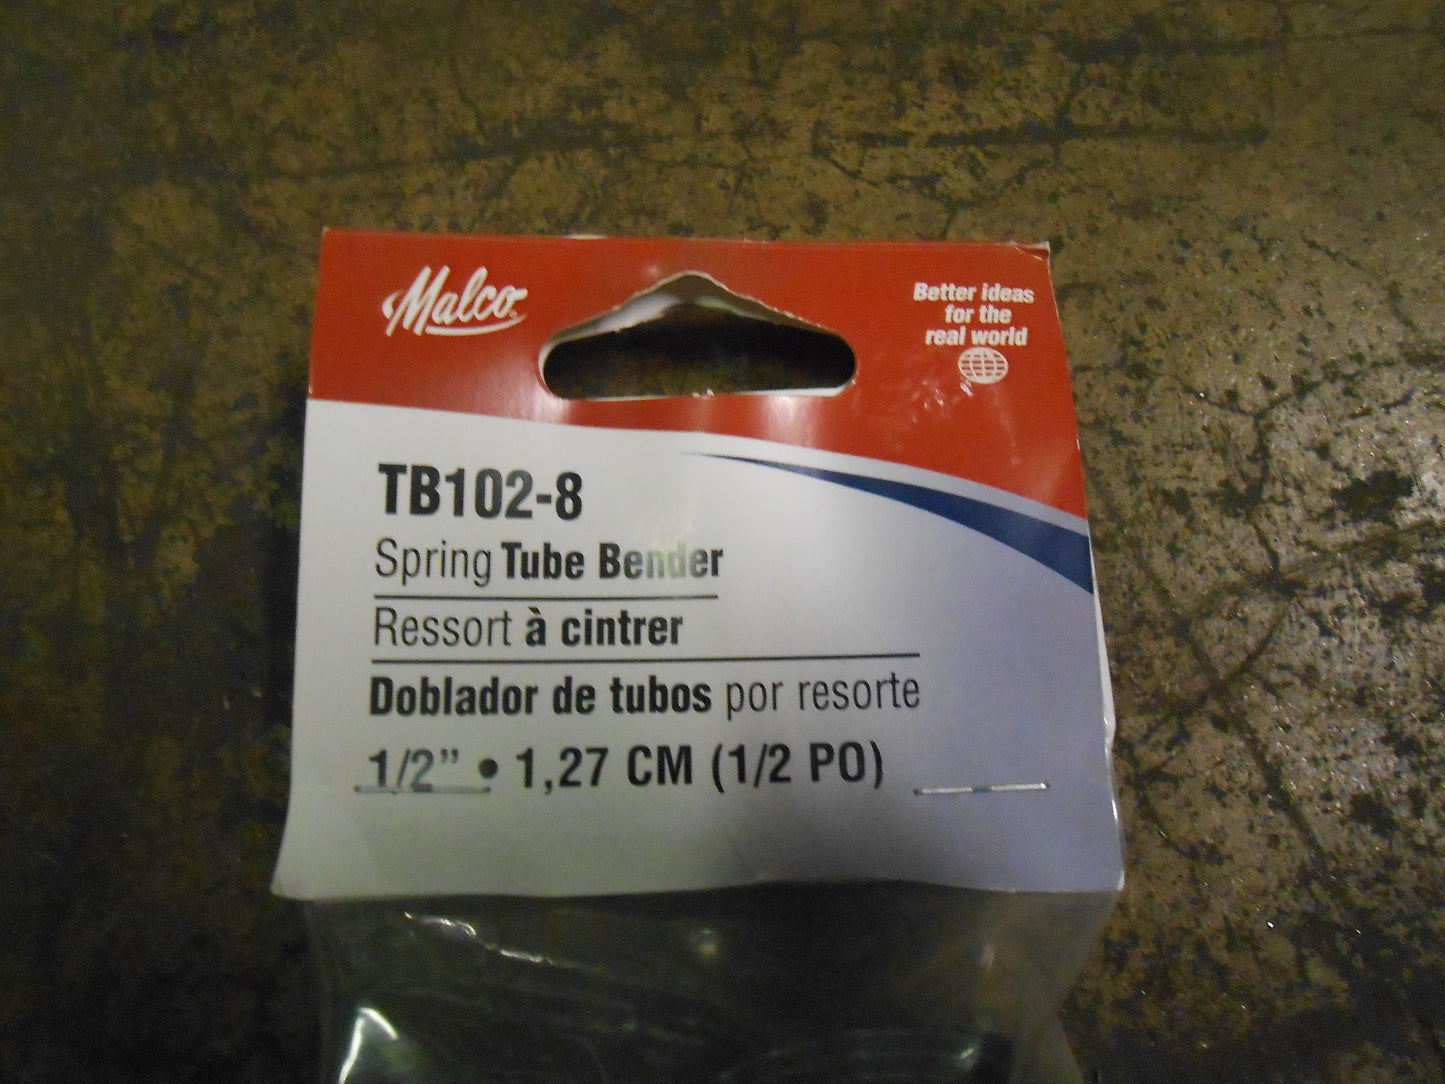 Malco
Better ideas
for the
real world
TB102-8
Spring Tube Bender
Ressort à cintrer
Doblador de tubos por resorte
1/2” • 1,27 CM (1/2 PO)